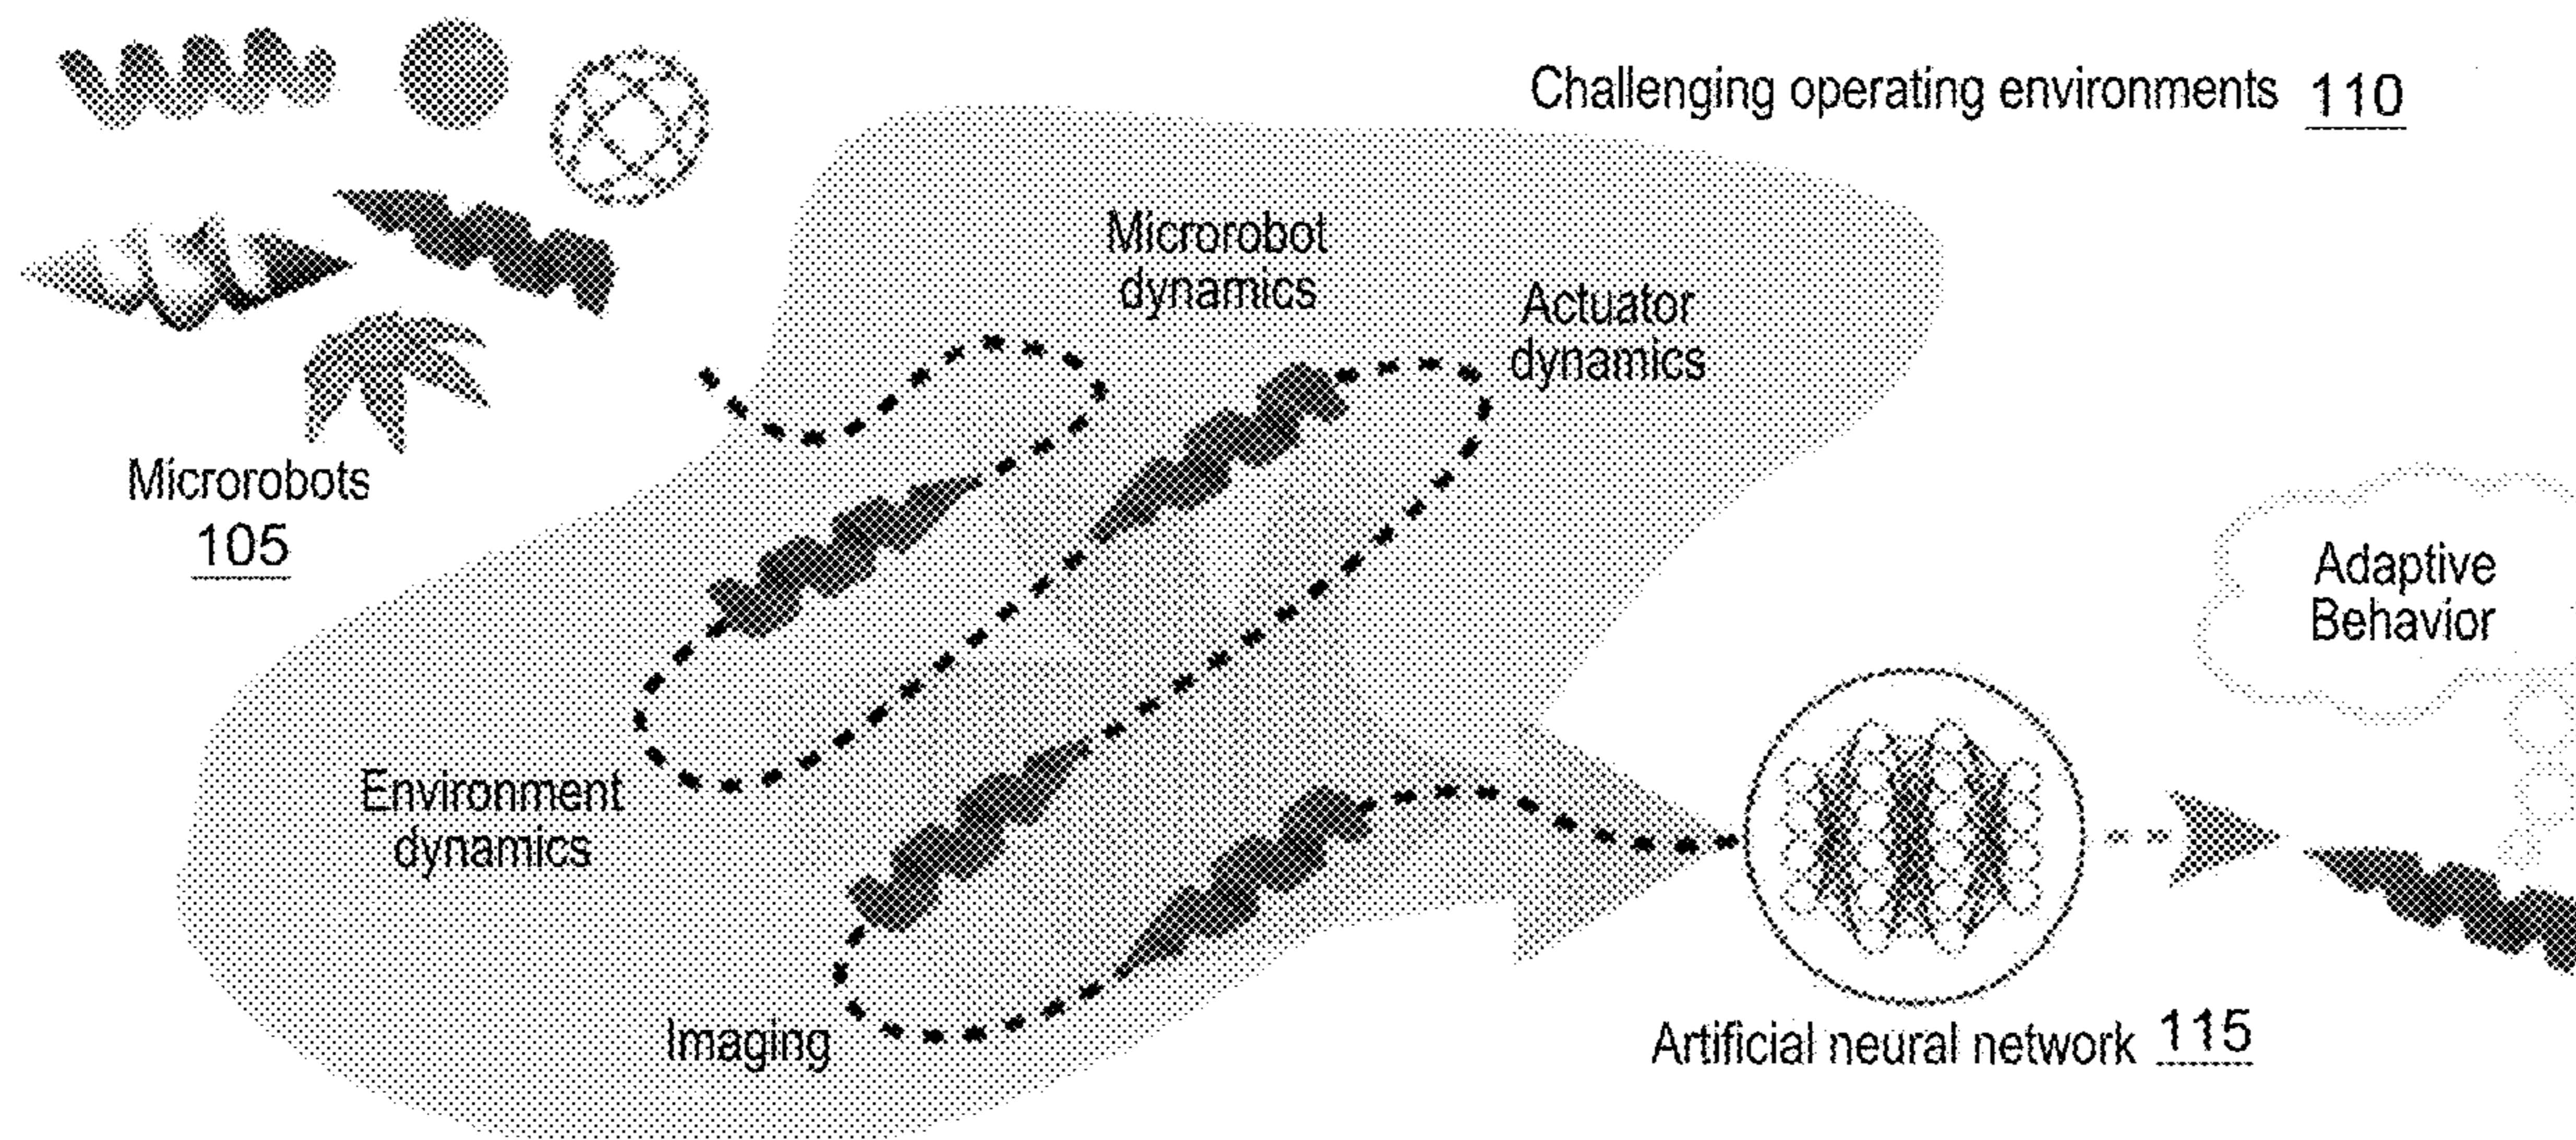 Challenging operating environments 110
Microrobot
dynamics
Actuator
dynamics
Microrobots
105
Adaptive
Behavior
Environment
dynamics
Imaging
Artificial neural network 115